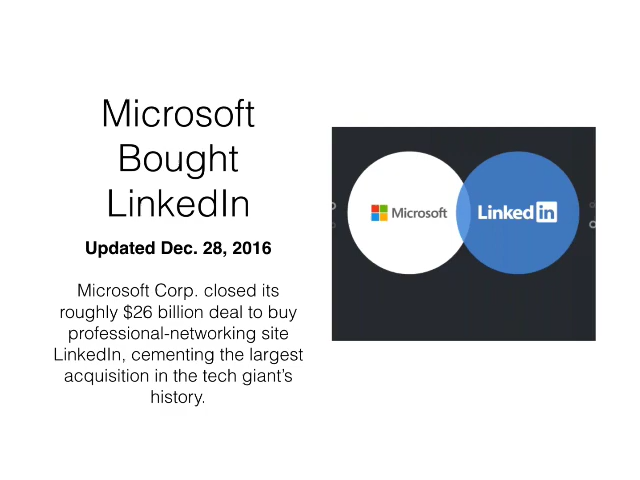 Microsoft
Bought
LinkedIn
Updated Dec. 28, 2016
Microsoft Corp. closed its
roughly $26 billion deal to buy
professional-networking site
LinkedIn, cementing the largest
acquisition in the tech giant's
history.
Microsoft
Linked in